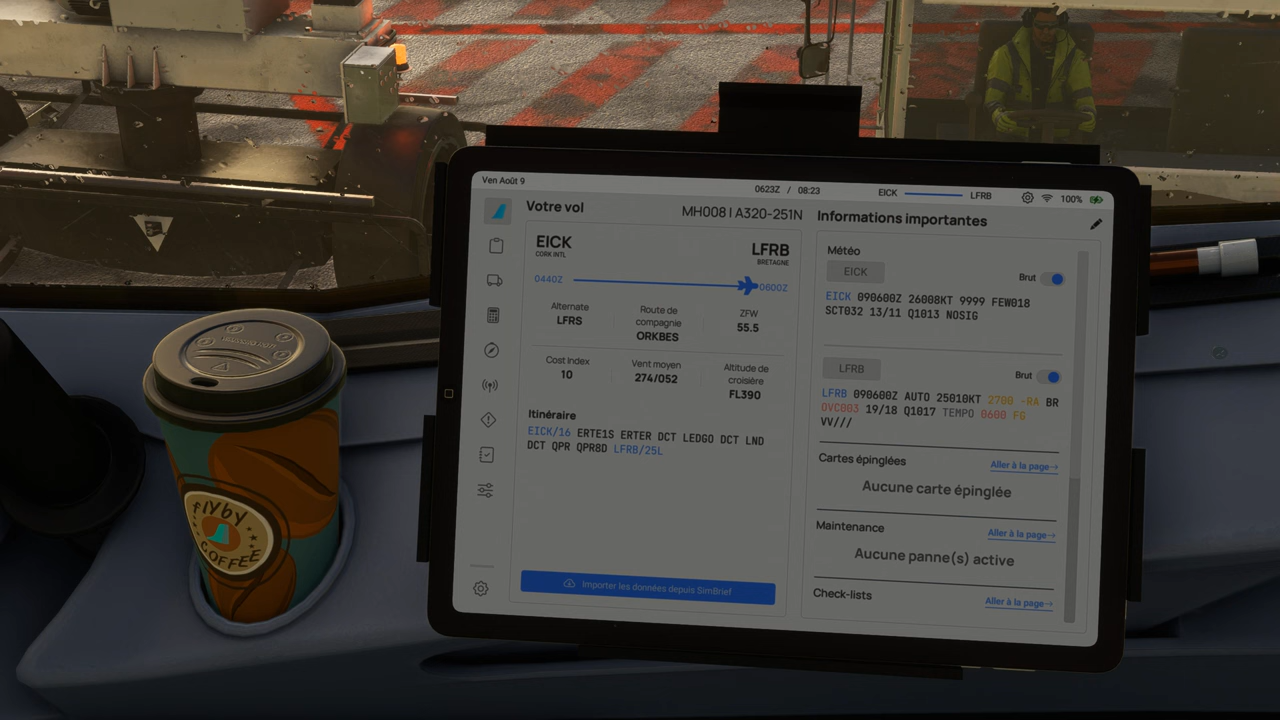 Ven Août 9
0623Z / 08:23
EICK LFRB
100%
Votre vol
MH008 | A320-251N
EICK
CORK INTL
LFRB
BRETAGNE
0440Z
0600Z
Alternate
LFRS
Route de
compagnie
ORKBES
ZFW
55.5
Cost Index
10
Vent moyen
274/052
Altitude de
croisière
FL390
Itinéraire
EICK/16 ERTE1S ERTER DCT LEDGO DCT LND
DCT QPR QPR8D LFRB/25L
Importer les données depuis SimBrief
Informations importantes
Météo
EICK
Brut
EICK 090600Z 26008KT 9999 FEW018
SCT032 13/11 Q1013 NOSIG
LFRB
Brut
LFRB 090600Z AUTO 25010KT 2700 -RA BR
OVC003 19/18 Q1017 TEMPO 0600 FG
VV///
Cartes épinglées
Aller à la page→
Aucune carte épinglée
Maintenance
Aller à la page→
Aucune panne(s) active
Check-lists
Aller à la page→
flyby
COFFEE